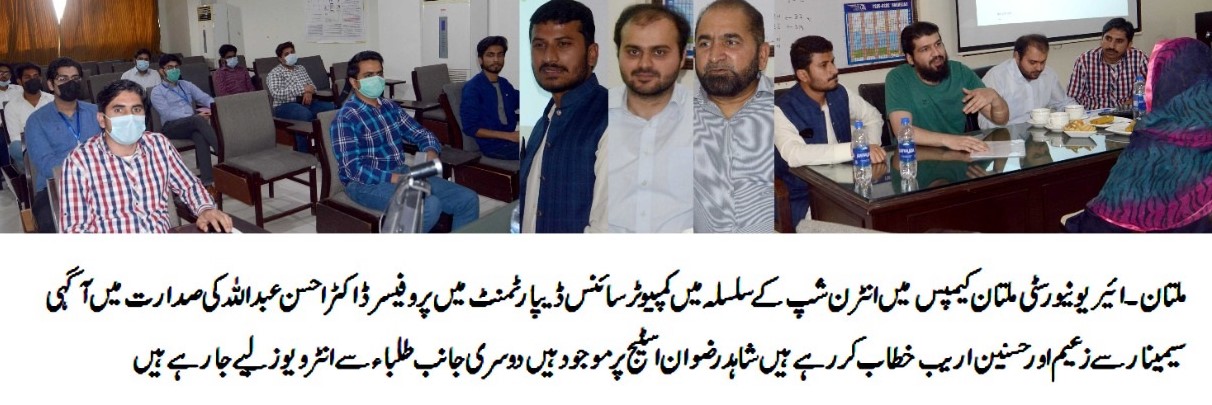 ملتان۔ ائیر یونیورسٹی ملتان کیمپس میں انٹرن شپ کے سلسلہ میں کمپیوٹر سائنس ڈیپارٹمنٹ میں پروفیسر ڈاکٹر احسن عبداللہ کی صدارت میں آگہی
سیمینار سے زعیم اور حسنین اریب خطاب کر رہے ہیں شاہد رضوان اسٹیج پر موجود ہیں دوسری جانب طلباء سے انٹرویوز لیے جا رہے ہیں